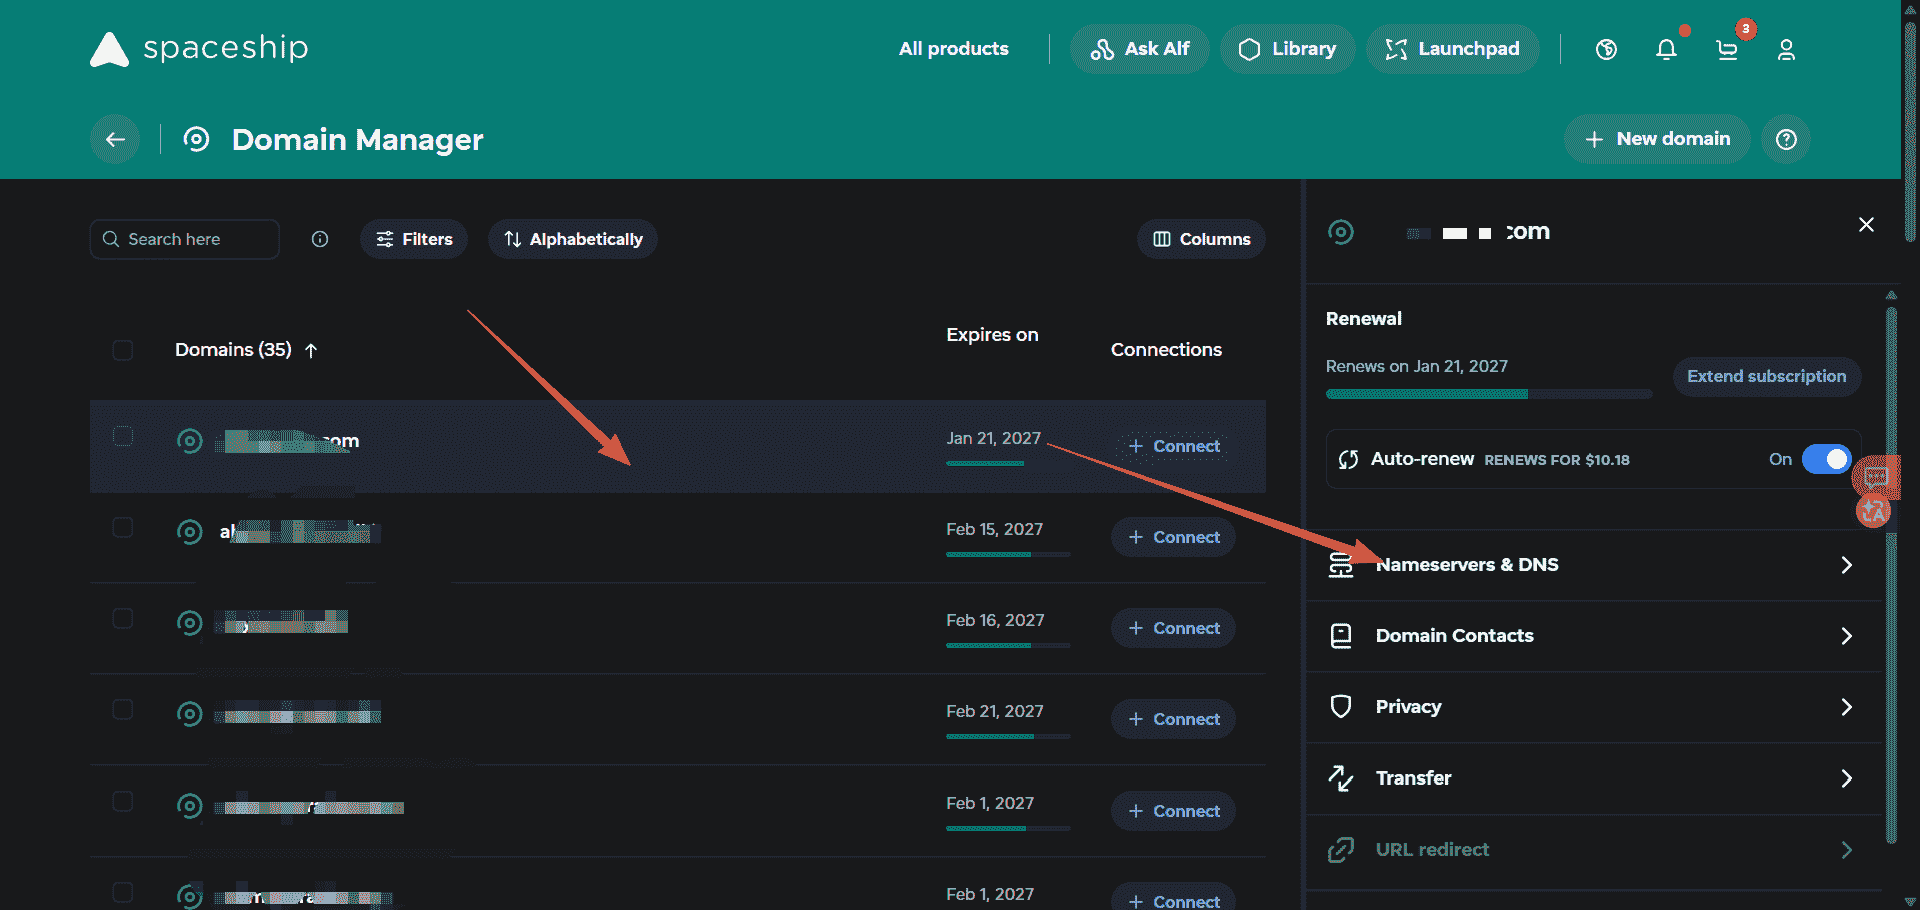 spaceship
All products
Ask Alf
Library
Launchpad
3
Domain Manager
New domain
Search here
Filters
Alphabetically
Columns
Domains (35)
Expires on
Connections
Jan 21, 2027
Connect
Feb 15, 2027
Connect
Feb 16, 2027
Connect
Feb 21, 2027
Connect
Feb 1, 2027
Connect
Feb 1, 2027
Connect
Renewal
Renews on Jan 21, 2027
Extend subscription
Auto-renew RENEWS FOR $10.18
On
Nameservers & DNS
Domain Contacts
Privacy
Transfer
URL redirect